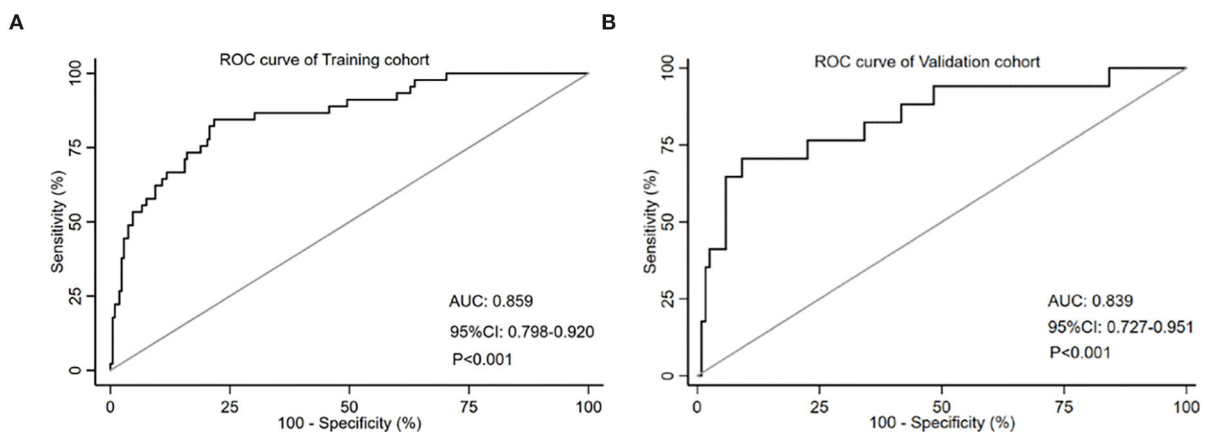 A
ROC curve of Training cohort
100
75
50
25
0
Sensitivity (%)
AUC: 0.859
95%CI: 0.798-0.920
P<0.001
0 25 50 75 100
100 - Specificity (%)
B
ROC curve of Validation cohort
100
75
50
25
0
Sensitivity (%)
AUC: 0.839
95%CI: 0.727-0.951
P<0.001
0 25 50 75 100
100 - Specificity (%)